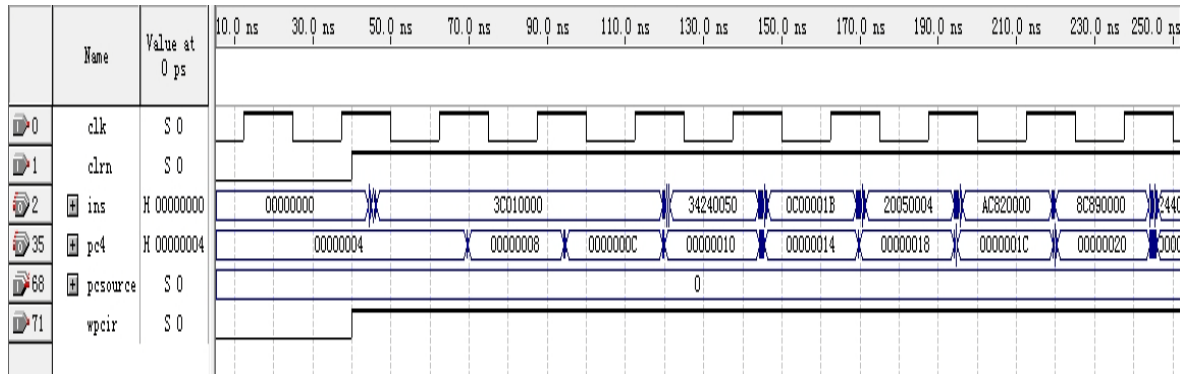 10.0 ns 30.0 ns 50.0 ns 70.0 ns 90.0 ns 110.0 ns 130.0 ns 150.0 ns 170.0 ns 190.0 ns 210.0 ns 230.0 ns 250.0 ns
Name Value at
0 ps
0 clk S 0
1 clrn S 0
2 ins H 00000000 00000000 3C010000 34240050 0C00001B 20050004 AC820000 8C890000 2440
35 pc4 H 00000004 00000004 00000008 0000000C 00000010 00000014 00000018 0000001C 00000020 0000
68 pcsource S 0 0
71 wpcir S 0